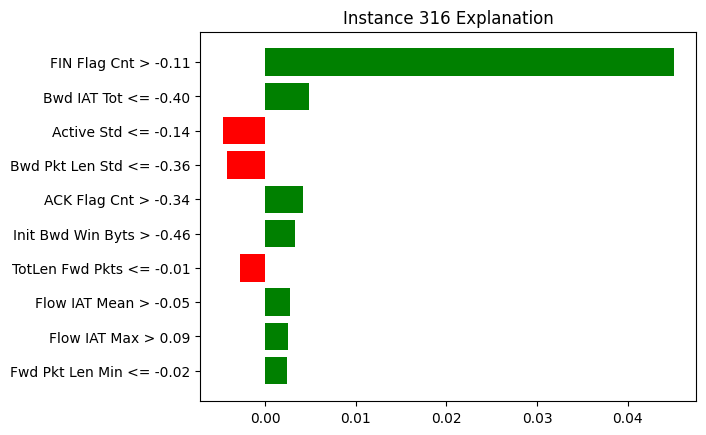 Instance 316 Explanation
FIN Flag Cnt > -0.11
Bwd IAT Tot <= -0.40
Active Std <= -0.14
Bwd Pkt Len Std <= -0.36
ACK Flag Cnt > -0.34
Init Bwd Win Byts > -0.46
TotLen Fwd Pkts <= -0.01
Flow IAT Mean > -0.05
Flow IAT Max > 0.09
Fwd Pkt Len Min <= -0.02
0.00 0.01 0.02 0.03 0.04